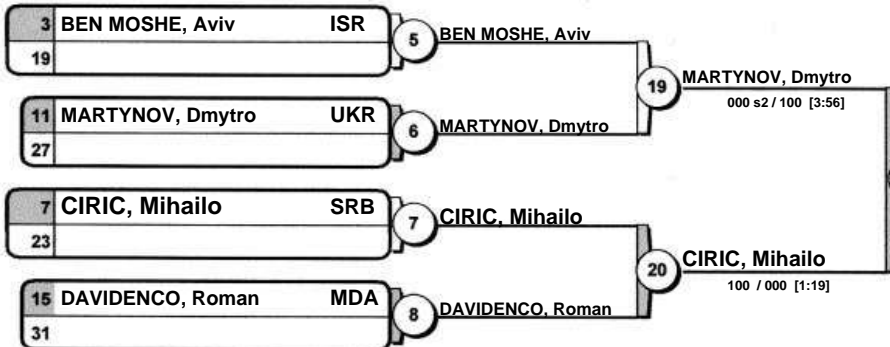 3 BEN MOSHE, Aviv ISR
19
5 BEN MOSHE, Aviv
11 MARTYNOV, Dmytro UKR
27
6 MARTYNOV, Dmytro
19 MARTYNOV, Dmytro
000 s2 / 100 [3:56]
7 CIRIC, Mihailo SRB
23
7 CIRIC, Mihailo
15 DAVIDENCO, Roman MDA
31
8 DAVIDENCO, Roman
20 CIRIC, Mihailo
100 / 000 [1:19]